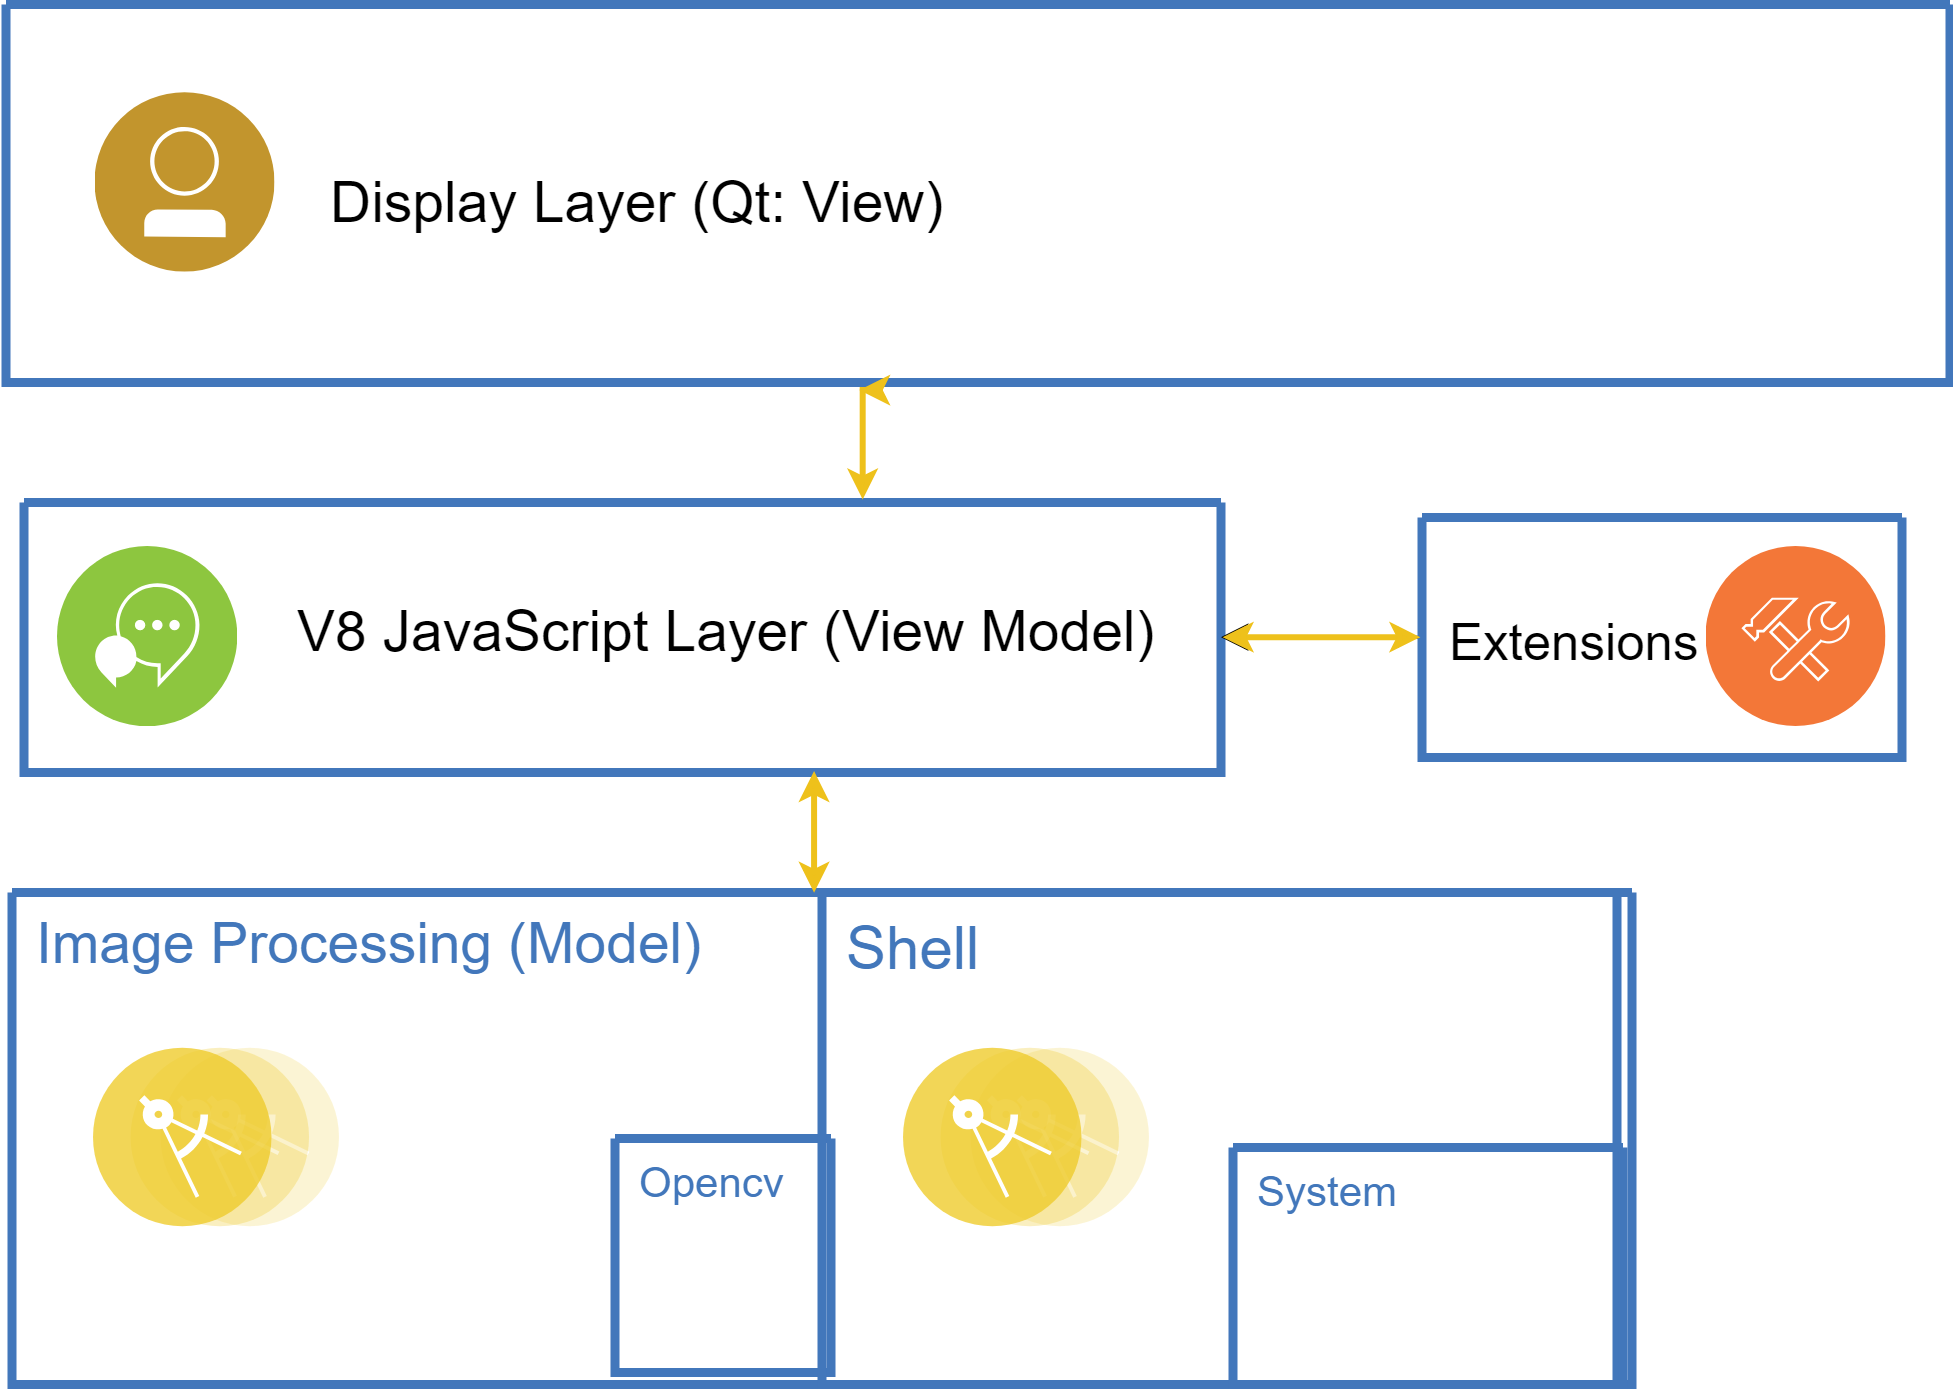 Display Layer (Qt: View)
V8 JavaScript Layer (View Model)
Extensions
Image Processing (Model)
Shell
Opencv
System